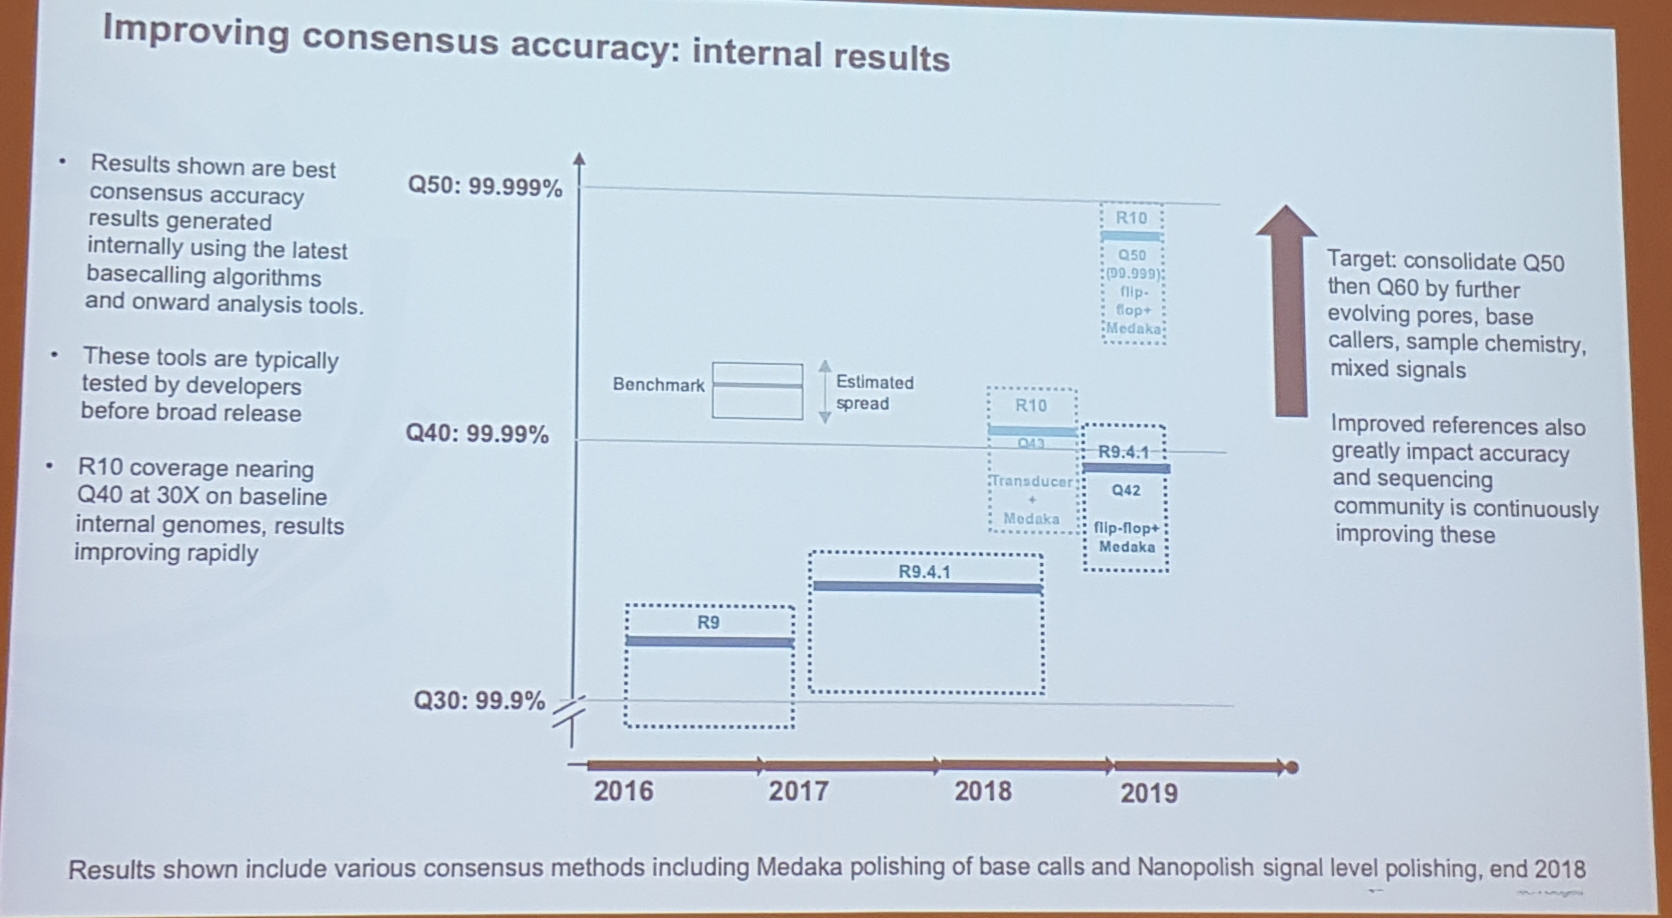 Improving consensus accuracy: internal results
• Results shown are best
consensus accuracy
results generated
internally using the latest
basecalling algorithms
and onward analysis tools.
• These tools are typically
tested by developers
before broad release
• R10 coverage nearing
Q40 at 30X on baseline
internal genomes, results
improving rapidly
Q50: 99.999%
Q40: 99.99%
Q30: 99.9%
Benchmark
Estimated
spread
R9
R9.4.1
R10
Q43
Transducer
+
Medaka
R9.4.1
Q42
flip-flop+
Medaka
R10
Q50
(99.999)
flip-
flop+
Medaka
2016
2017
2018
2019
Target: consolidate Q50
then Q60 by further
evolving pores, base
callers, sample chemistry,
mixed signals
Improved references also
greatly impact accuracy
and sequencing
community is continuously
improving these
Results shown include various consensus methods including Medaka polishing of base calls and Nanopolish signal level polishing, end 2018